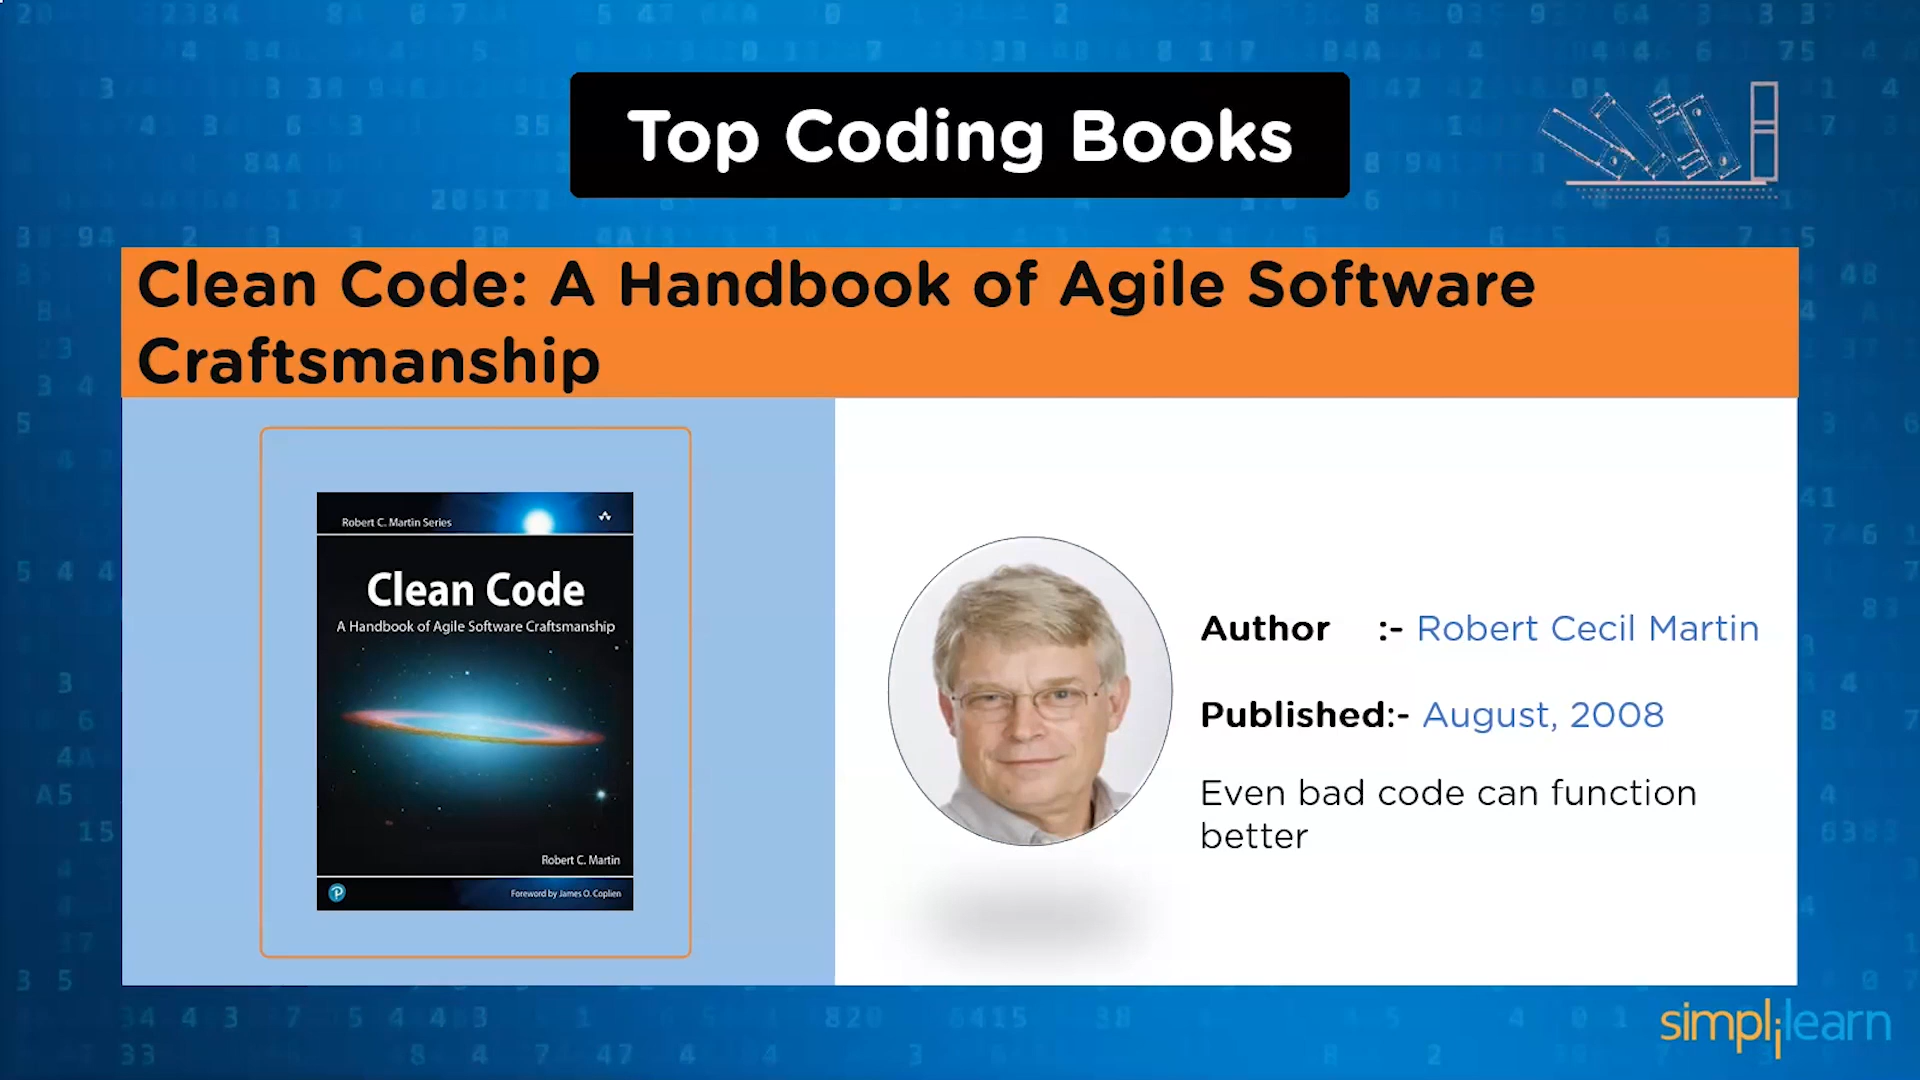 Top Coding Books
Clean Code: A Handbook of Agile Software
Craftsmanship
Robert C. Martin Series
Clean Code
A Handbook of Agile Software Craftsmanship
Robert C. Martin
Foreword by James O. Coplien
Author :- Robert Cecil Martin
Published:- August, 2008
Even bad code can function
better
simplilearn